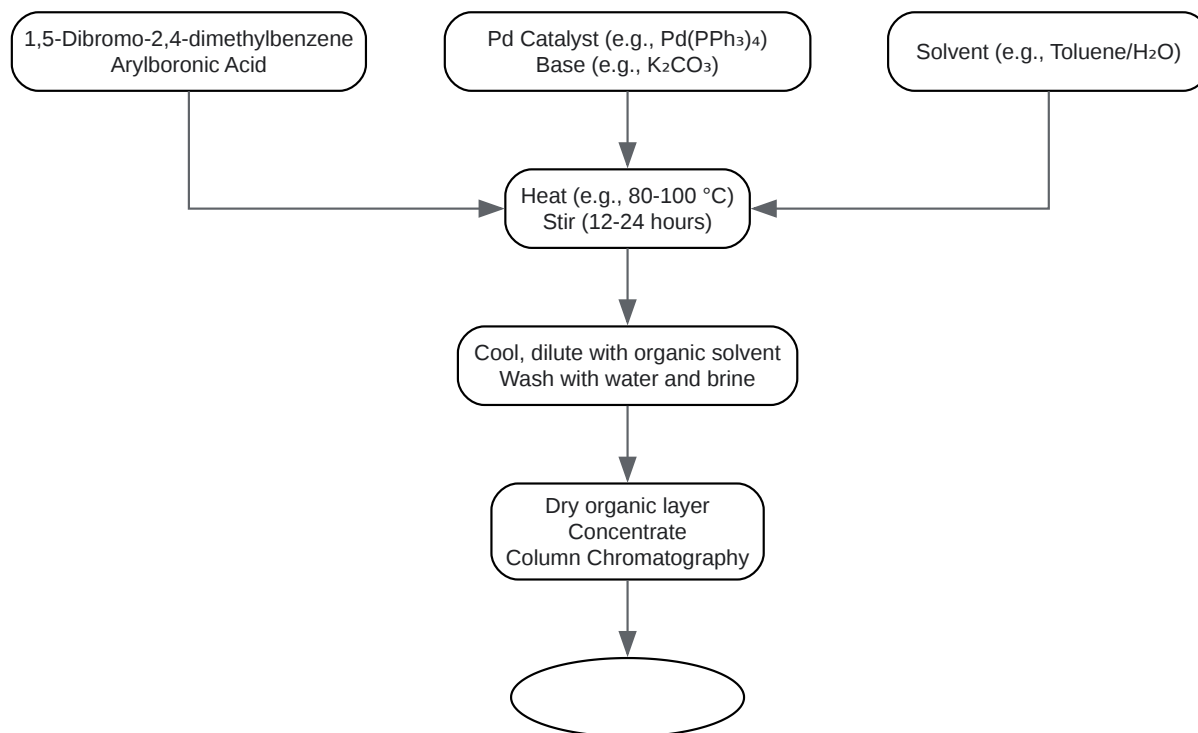 1,5-Dibromo-2,4-dimethylbenzene
Arylboronic Acid
Pd Catalyst (e.g., Pd(PPh₃)₄)
Base (e.g., K₂CO₃)
Solvent (e.g., Toluene/H₂O)
Heat (e.g., 80-100 °C)
Stir (12-24 hours)
Cool, dilute with organic solvent
Wash with water and brine
Dry organic layer
Concentrate
Column Chromatography